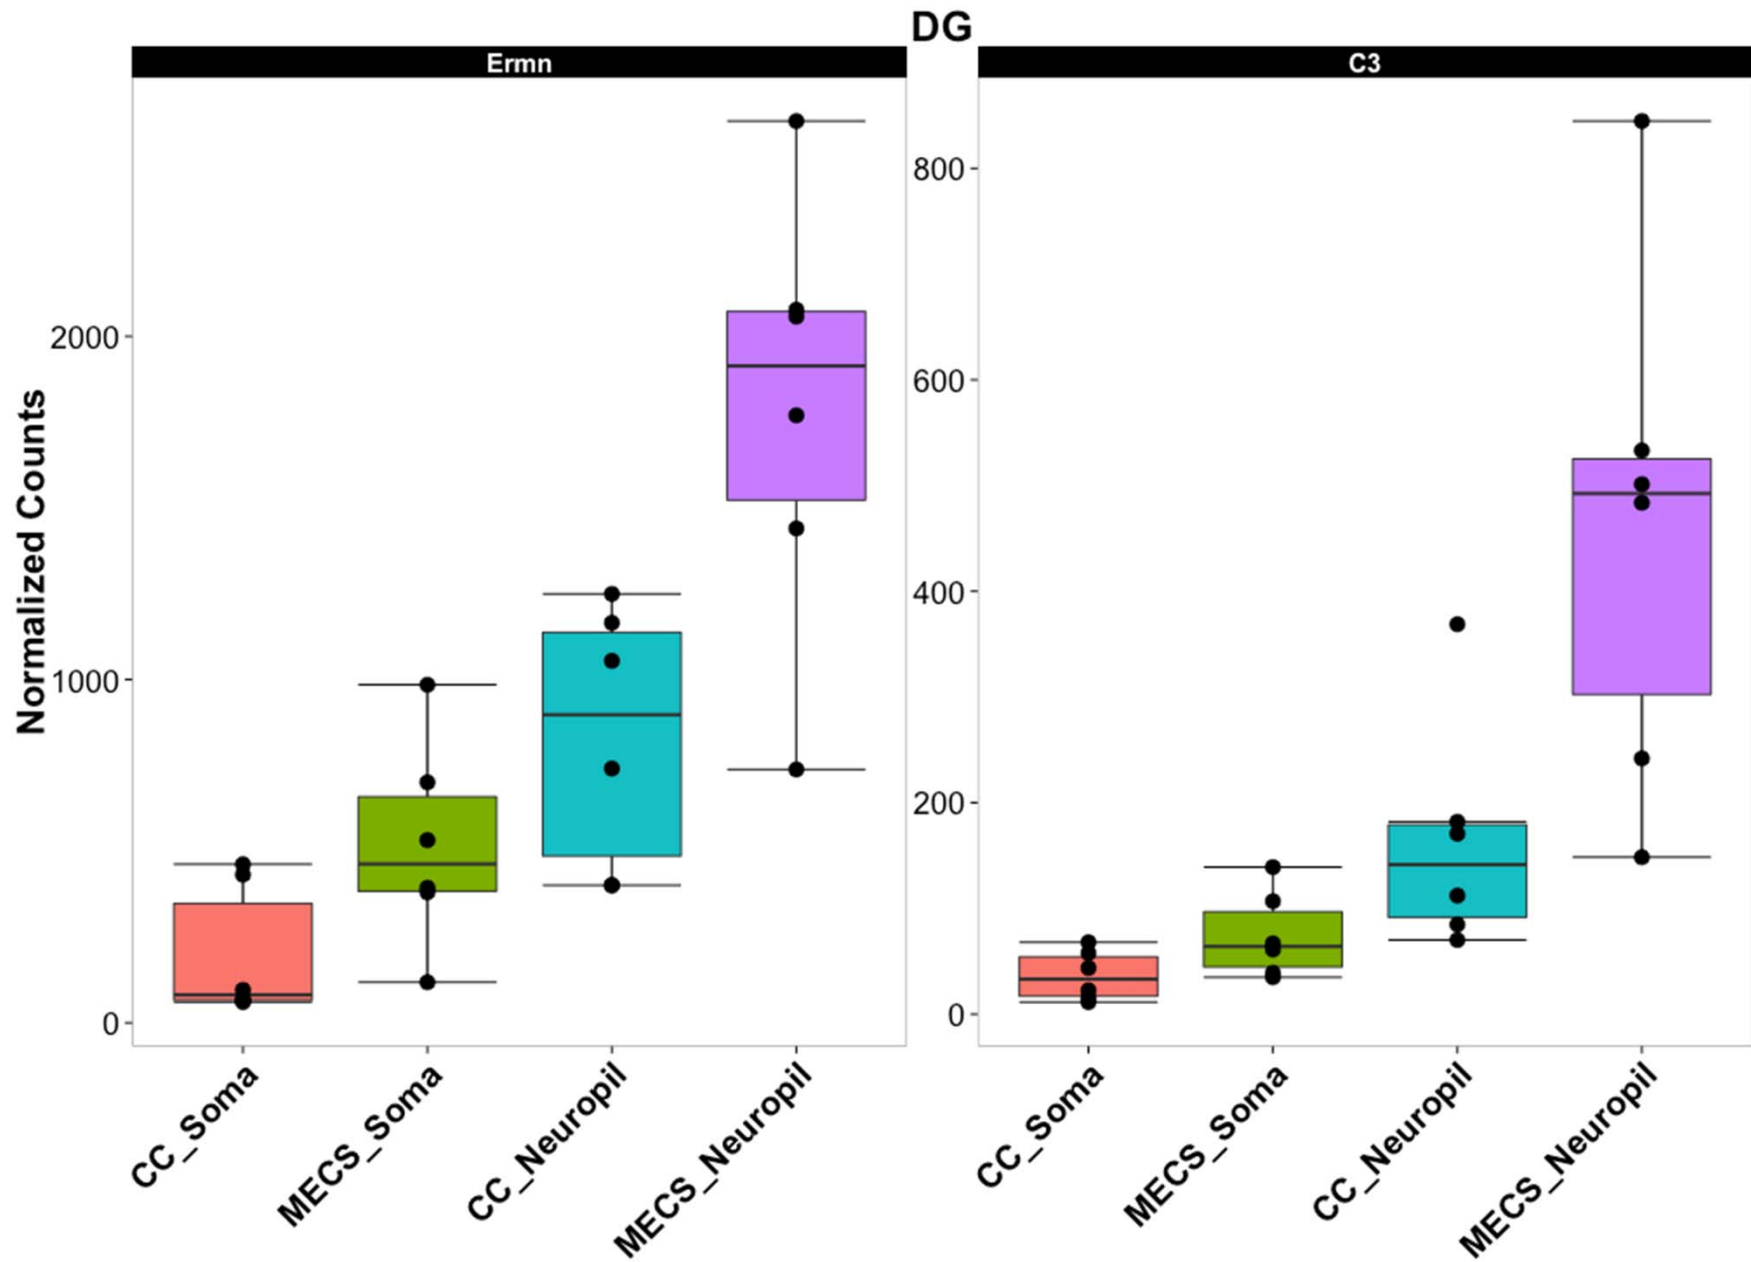 DG
Ermn
C3
Normalized Counts
2000
1000
0
800
600
400
200
0
CC_Soma
MECS_Soma
CC_Neuropil
MECS_Neuropil
CC_Soma
MECS_Soma
CC_Neuropil
MECS_Neuropil